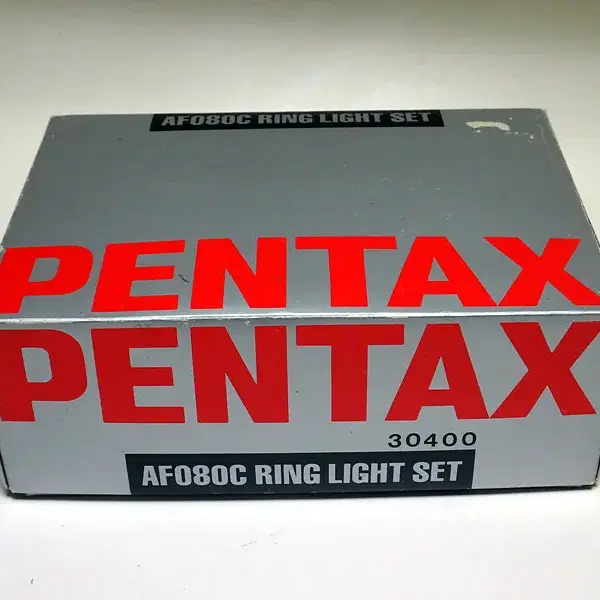 AF080C RING LIGHT SET
PENTAX
PENTAX
30400
AF080C RING LIGHT SET